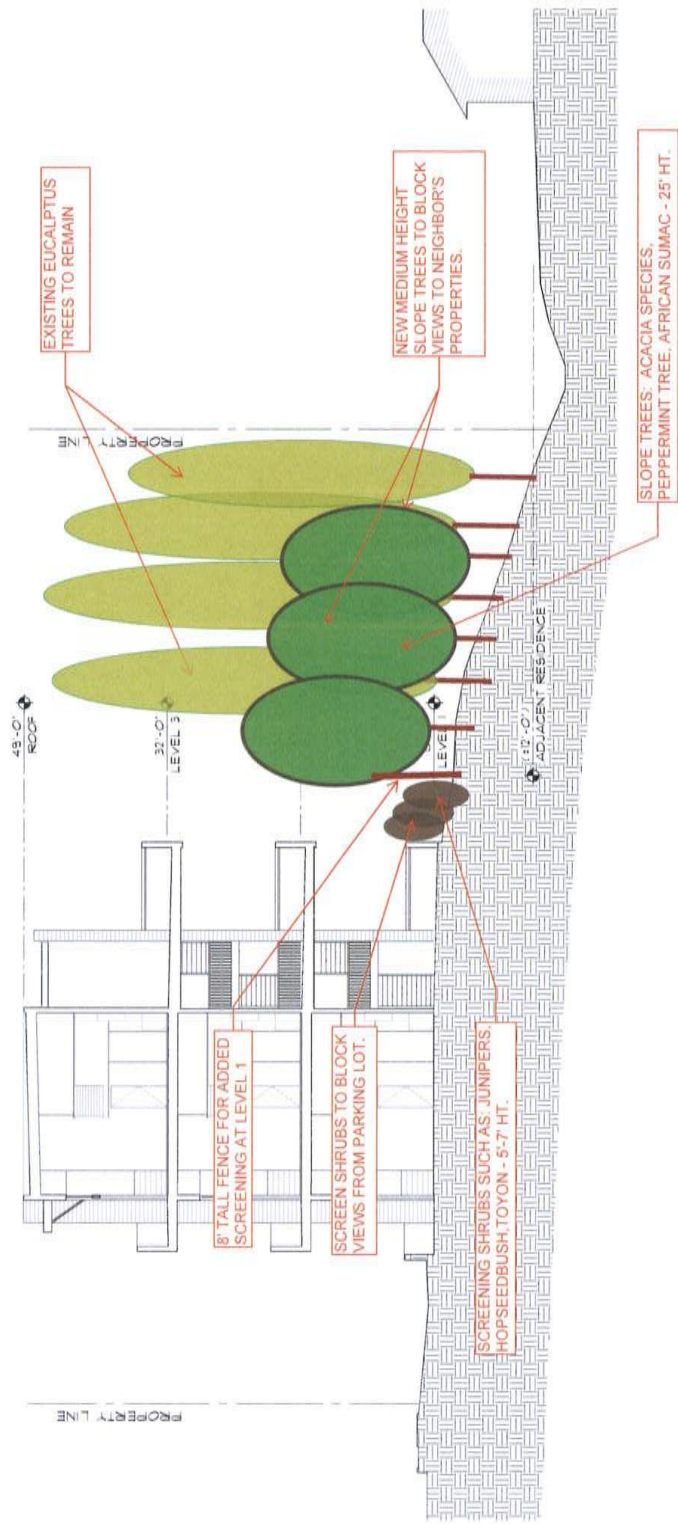 EXISTING EUCALPTUS
TREES TO REMAIN
NEW MEDIUM HEIGHT
SLOPE TREES TO BLOCK
VIEWS TO NEIGHBOR'S
PROPERTIES.
SLOPE TREES: ACACIA SPECIES,
PEPPERMINT TREE, AFRICAN SUMAC - 25' HT.
PROPERTY LINE
49'-0"
ROOF
32'-0"
LEVEL 3
LEVEL 1
(±12'-0")
ADJACENT RESIDENCE
8' TALL FENCE FOR ADDED
SCREENING AT LEVEL 1
SCREEN SHRUBS TO BLOCK
VIEWS FROM PARKING LOT.
SCREENING SHRUBS SUCH AS: JUNIPERS,
HOPSEEDBUSH, TOYON - 5'-7' HT.
PROPERTY LINE